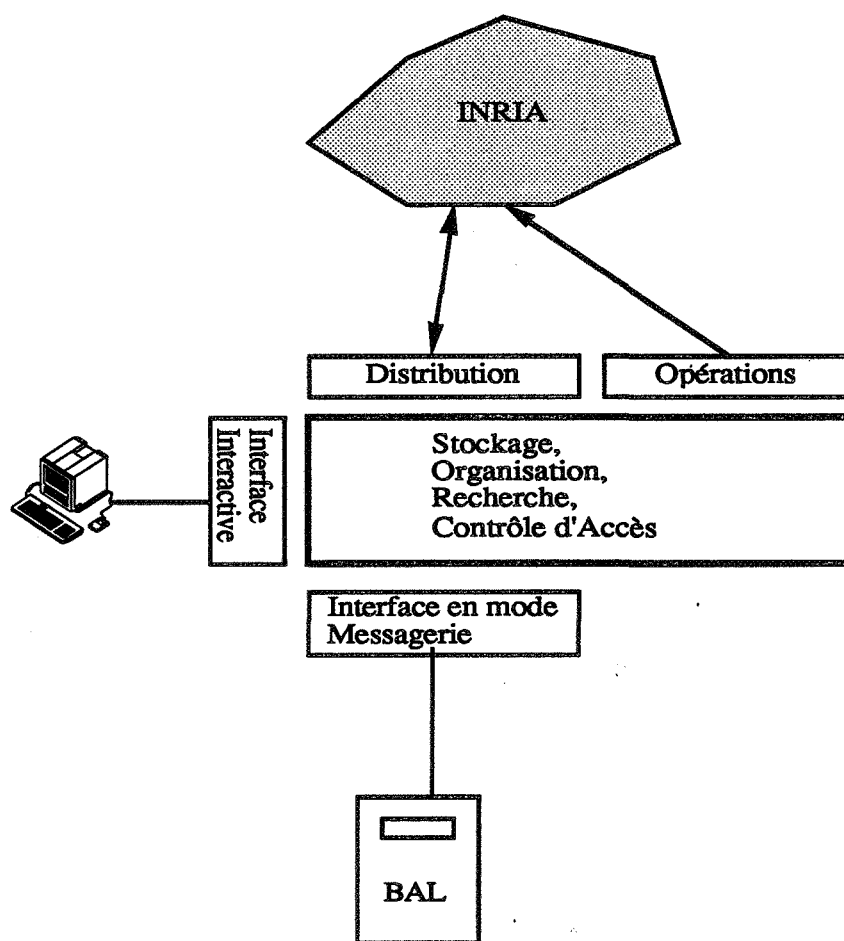 INRIA
Distribution
Opérations
Interface
Interactive
Stockage,
Organisation,
Recherche,
Contrôle d'Accès
Interface en mode
Messagerie
BAL